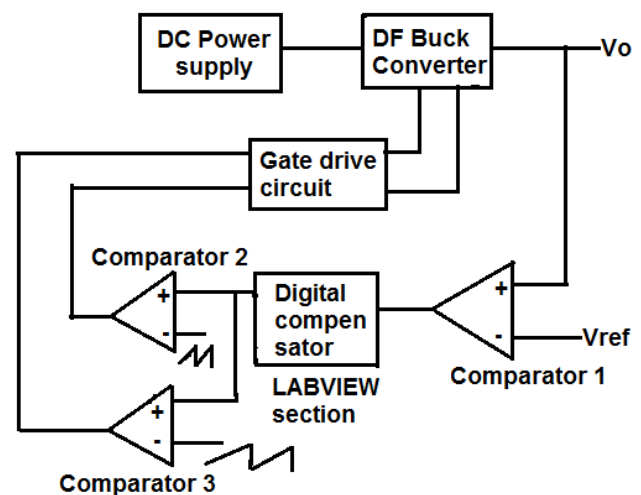 DC Power
supply
DF Buck
Converter
Vo
Gate drive
circuit
Comparator 2
+
-
Digital
compen
sator
+
-
Vref
LABVIEW
section
Comparator 1
+
-
Comparator 3